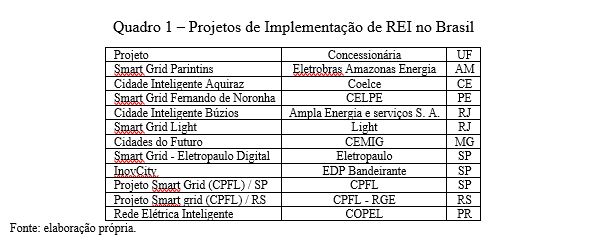 Quadro 1 – Projetos de Implementação de REI no Brasil
Projeto Concessionária UF
Smart Grid Parintins Eletrobras Amazonas Energia AM
Cidade Inteligente Aquiraz Coelce CE
Smart Grid Fernando de Noronha CELPE PE
Cidade Inteligente Búzios Ampla Energia e serviços S. A. RJ
Smart Grid Light Light RJ
Cidades do Futuro CEMIG MG
Smart Grid - Eletropaulo Digital Eletropaulo SP
InovCity EDP Bandeirante SP
Projeto Smart Grid (CPFL) / SP CPFL SP
Projeto Smart grid (CPFL) / RS CPFL - RGE RS
Rede Elétrica Inteligente COPEL PR
Fonte: elaboração própria.